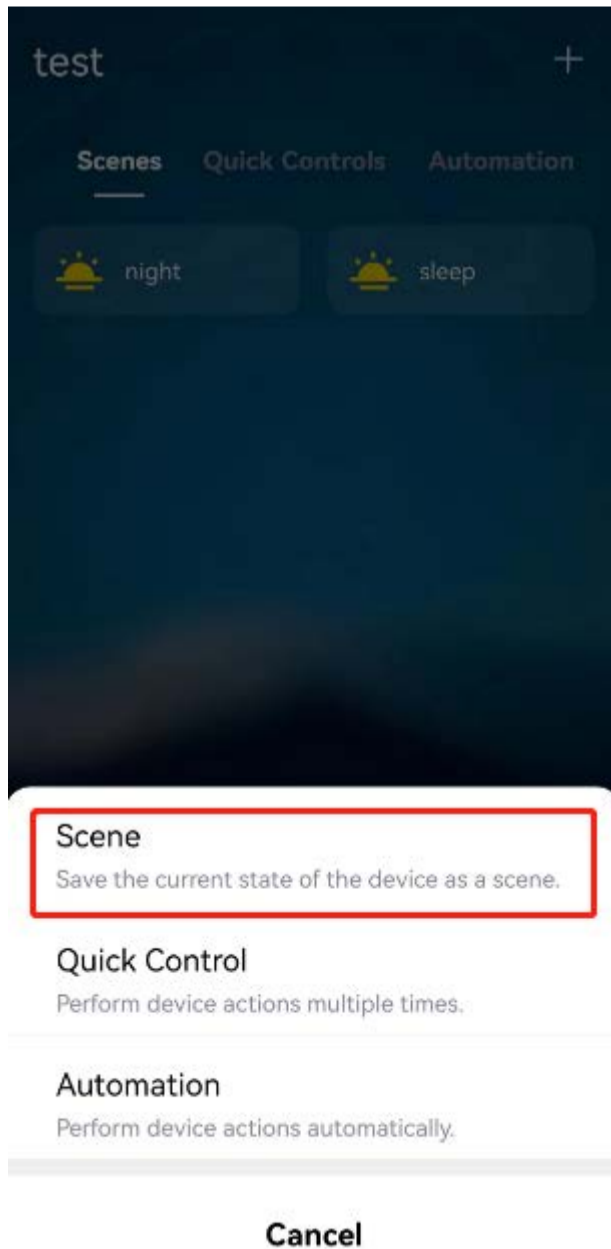 test
Scenes Quick Controls Automation
night sleep
Scene
Save the current state of the device as a scene.
Quick Control
Perform device actions multiple times.
Automation
Perform device actions automatically.
Cancel